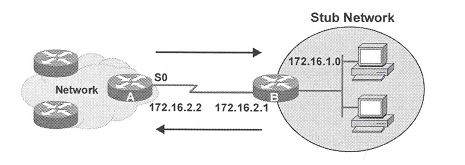 Stub Network
S0
172.16.1.0
Network
A
B
172.16.2.2
172.16.2.1